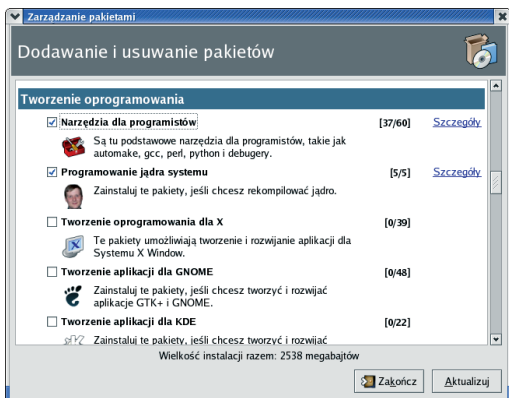 Zarządzanie pakietami
Dodawanie i usuwanie pakietów
Tworzenie oprogramowania
Narzędzia dla programistów [37/60] Szczegóły
Są tu podstawowe narzędzia dla programistów, takie jak
automake, gcc, perl, python i debugery.
Programowanie jądra systemu [5/5] Szczegóły
Zainstaluj te pakiety, jeśli chcesz rekompilować jądro.
Tworzenie oprogramowania dla X [0/39]
Te pakiety umożliwiają tworzenie i rozwijanie aplikacji dla
Systemu X Window.
Tworzenie aplikacji dla GNOME [0/48]
Zainstaluj te pakiety, jeśli chcesz tworzyć i rozwijać
aplikacje GTK+ i GNOME.
Tworzenie aplikacji dla KDE [0/22]
Zainstaluj te pakiety, jeśli chcesz tworzyć i rozwijać
Wielkość instalacji razem: 2538 megabajtów
Zakończ
Aktualizuj